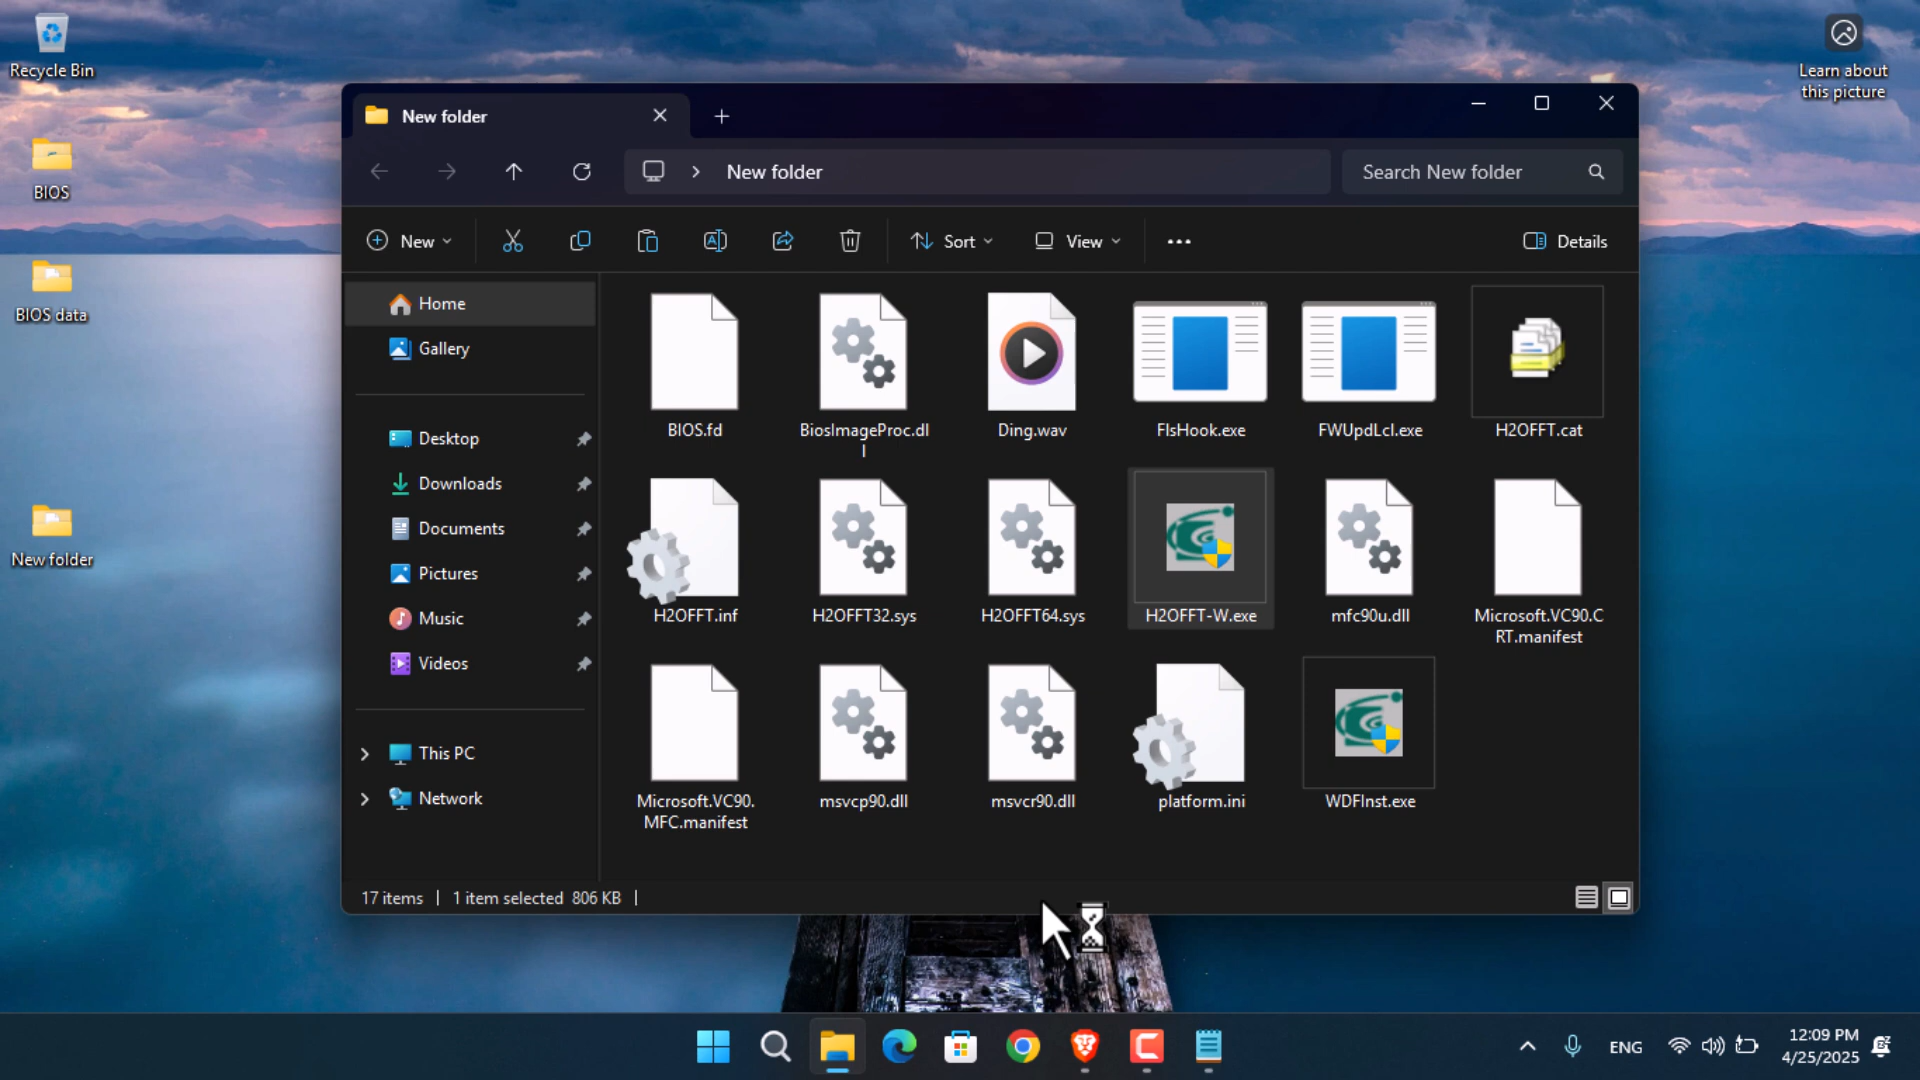 Recycle Bin
Learn about
this picture
BIOS
BIOS data
New folder
New folder
New folder
Search New folder
New
Sort
View
Details
Home
Gallery
Desktop
Downloads
Documents
Pictures
Music
Videos
This PC
Network
BIOS.fd
BiosImageProc.dl
l
Ding.wav
FlsHook.exe
FWUpdLcl.exe
H2OFFT.cat
H2OFFT.inf
H2OFFT32.sys
H2OFFT64.sys
H2OFFT-W.exe
mfc90u.dll
Microsoft.VC90.C
RT.manifest
Microsoft.VC90.
MFC.manifest
msvcp90.dll
msvcr90.dll
platform.ini
WDFInst.exe
17 items
1 item selected 806 KB
ENG
12:09 PM
4/25/2025